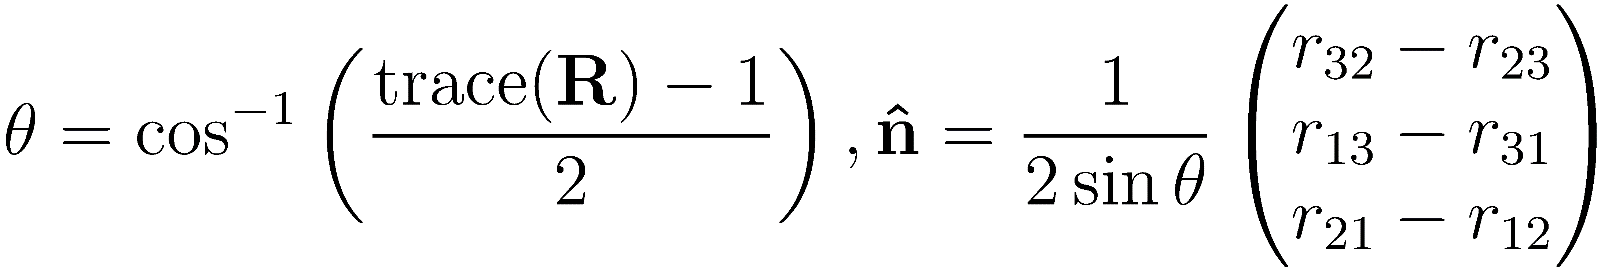 θ = cos⁻¹ ( (trace(𝐑) − 1) / 2 ) , 𝐧̂ = 1 / (2 sin θ) ( r₃₂ − r₂₃
r₁₃ − r₃₁
r₂₁ − r₁₂ )